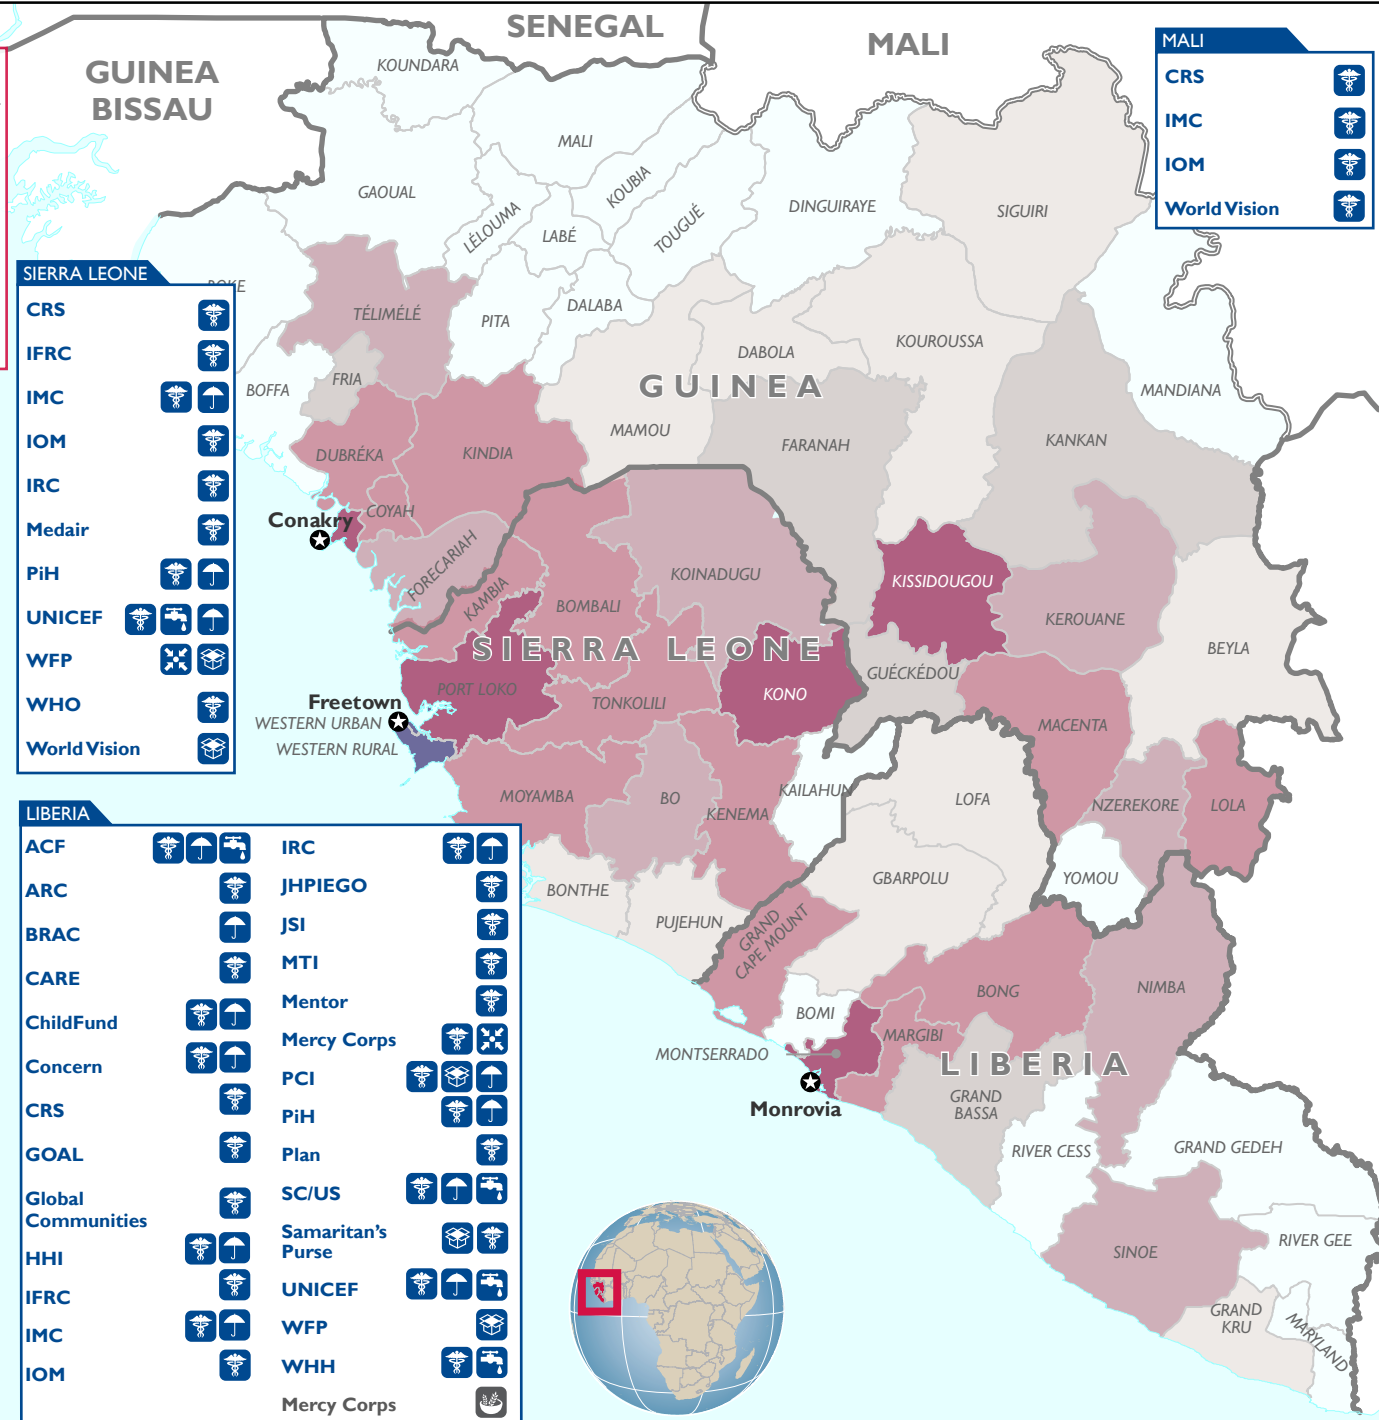 SENEGAL
MALI
GUINEA
BISSAU
KOUNDARA
MALI
GAOUAL
KOUBIA
LÉLOUMA
LABÉ
TOUGUÉ
DINGUIRAYE
SIGUIRI
MALI
CRS
IMC
IOM
World Vision
BOKE
TÉLIMÉLÉ
PITA
DALABA
DABOLA
KOUROUSSA
FRIA
BOFFA
GUINEA
MANDIANA
MAMOU
FARANAH
KANKAN
DUBRÉKA
KINDIA
COYAH
Conakry
FORECARIAH
KAMBIA
BOMBALI
KOINADUGU
KISSIDOUGOU
KEROUANE
BEYLA
SIERRA LEONE
GUÉCKÉDOU
PORT LOKO
KONO
TONKOLILI
Freetown
WESTERN URBAN
WESTERN RURAL
MACENTA
MOYAMBA
BO
KENEMA
KAILAHUN
LOFA
NZEREKORE
LOLA
YOMOU
BONTHE
PUJEHUN
GBARPOLU
GRAND
CAPE MOUNT
BONG
NIMBA
BOMI
MARGIBI
MONTSERRADO
LIBERIA
Monrovia
GRAND
BASSA
RIVER CESS
GRAND GEDEH
SINOE
RIVER GEE
GRAND
KRU
MARYLAND
SIERRA LEONE
CRS
IFRC
IMC
IOM
IRC
Medair
PiH
UNICEF
WFP
WHO
World Vision
LIBERIA
ACF
ARC
BRAC
CARE
ChildFund
Concern
CRS
GOAL
Global
Communities
HHI
IFRC
IMC
IOM
IRC
JHPIEGO
JSI
MTI
Mentor
Mercy Corps
PCI
PiH
Plan
SC/US
Samaritan's
Purse
UNICEF
WFP
WHH
Mercy Corps